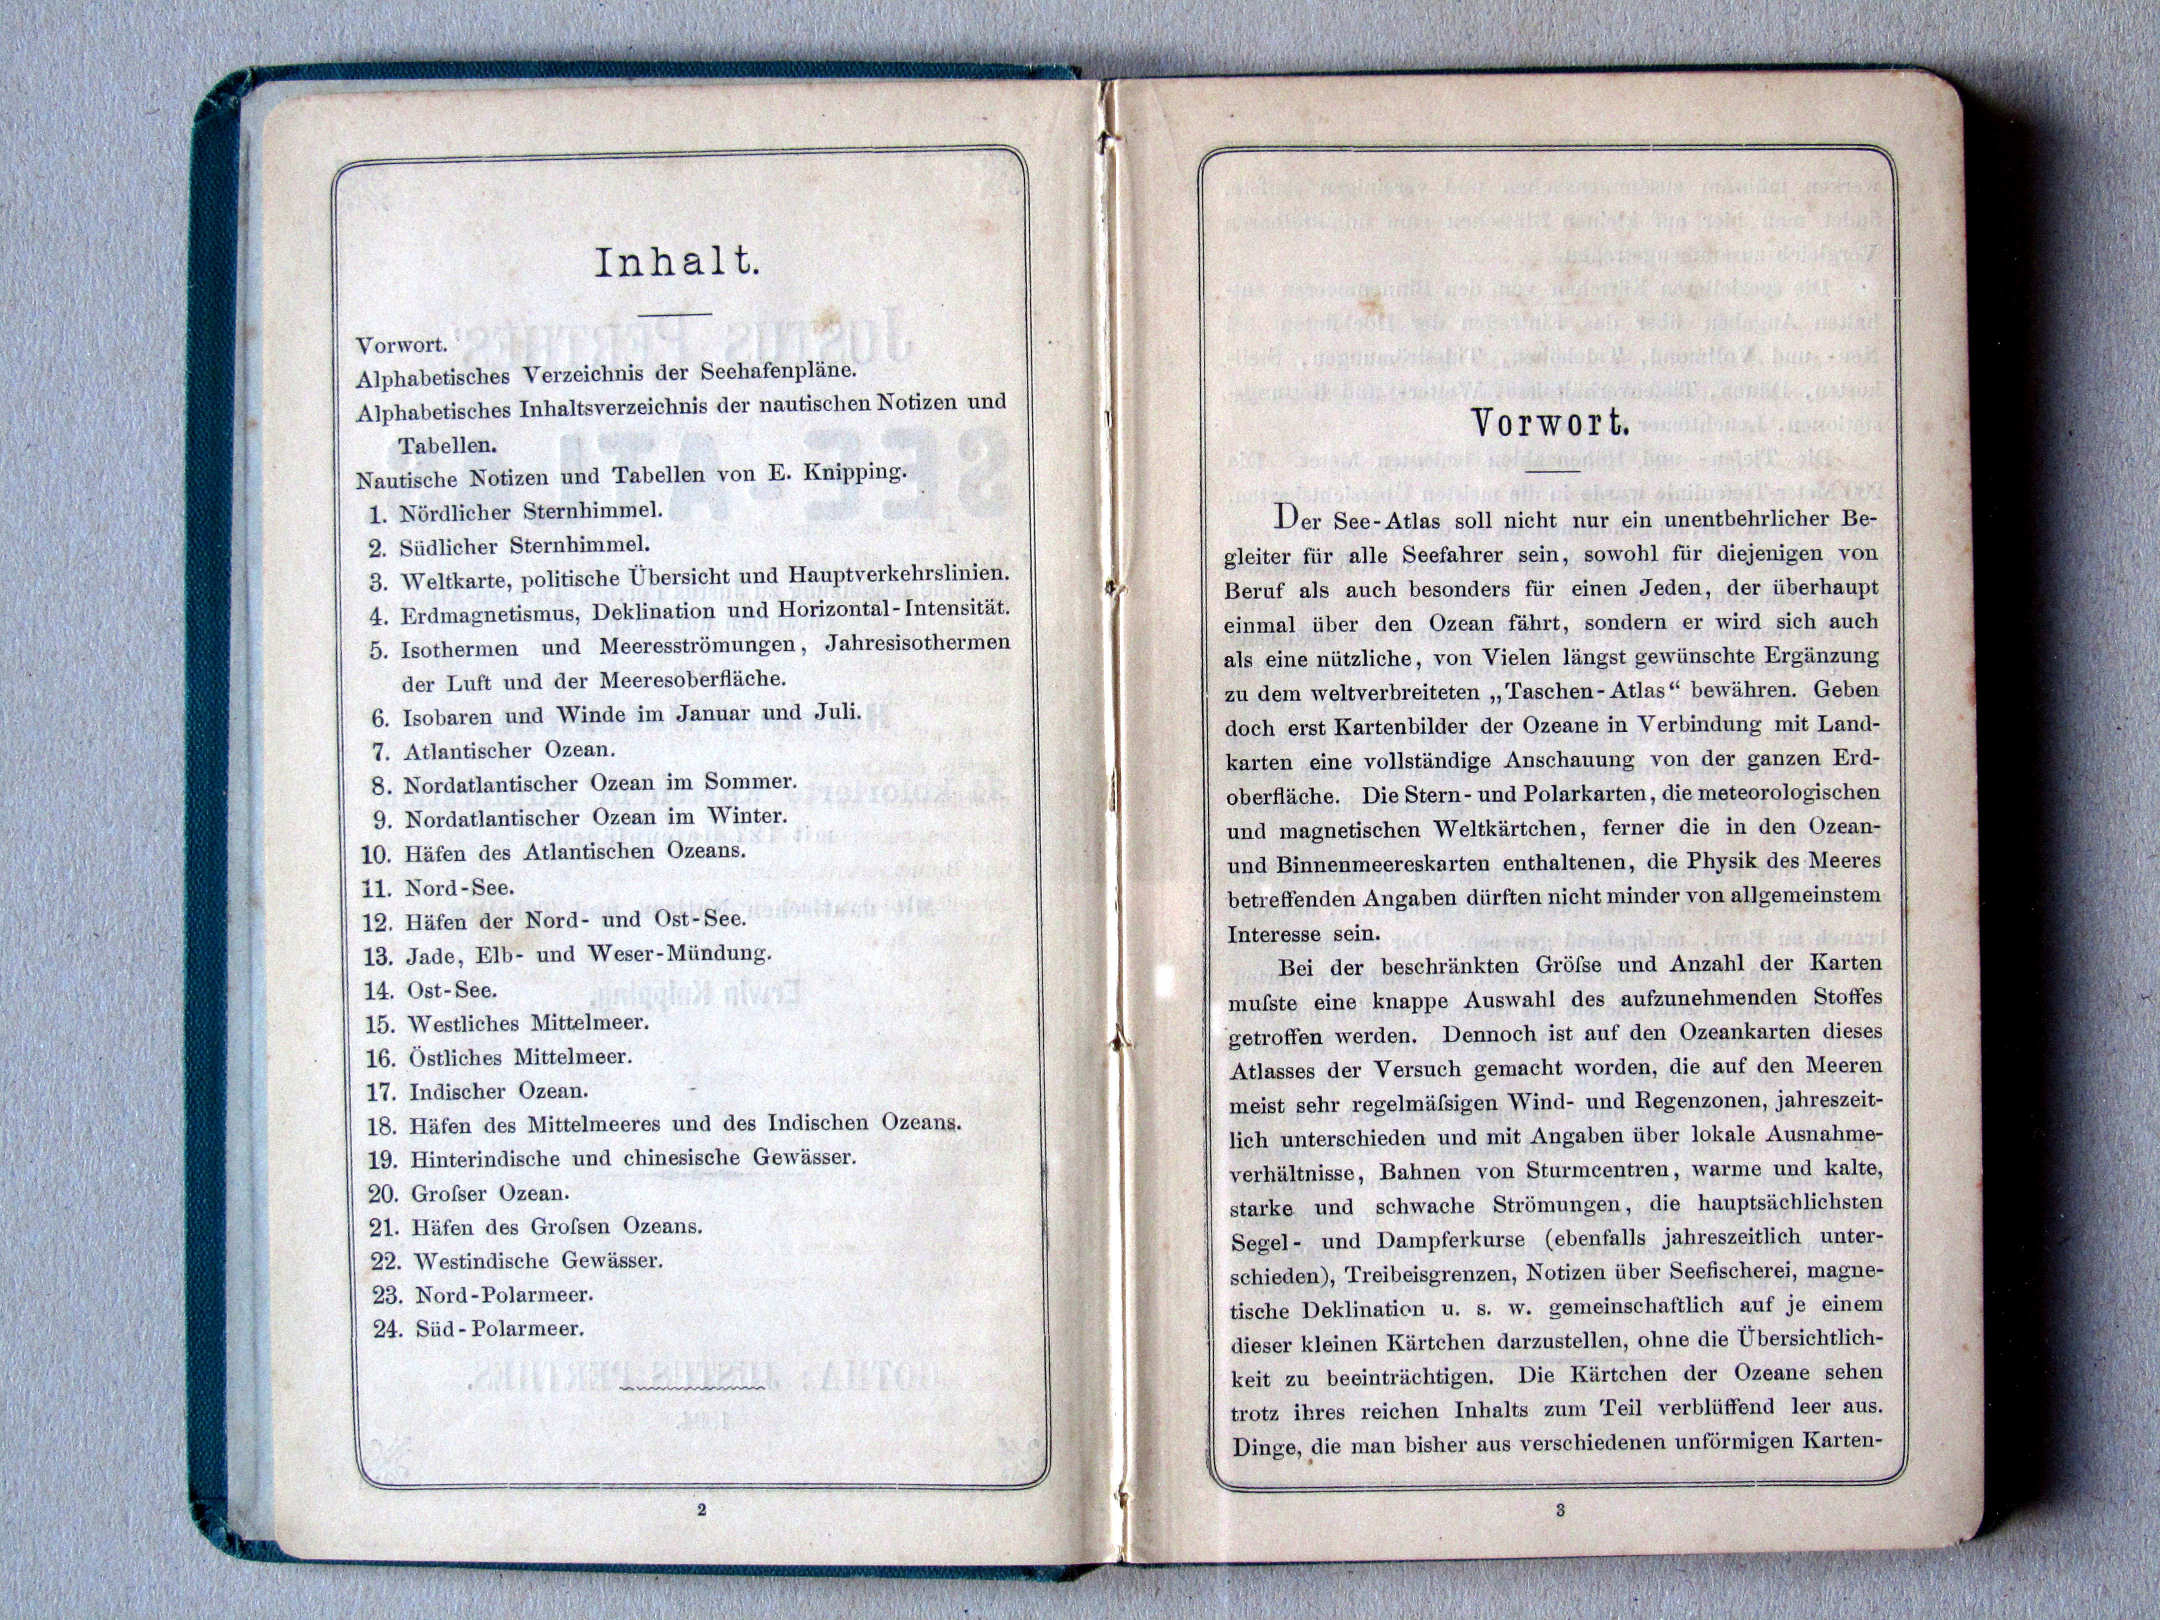 Inhalt.
Vorwort.
Alphabetisches Verzeichnis der Seehafenpläne.
Alphabetisches Inhaltsverzeichnis der nautischen Notizen und
Tabellen.
Nautische Notizen und Tabellen von E. Knipping.
1. Nördlicher Sternhimmel.
2. Südlicher Sternhimmel.
3. Weltkarte, politische Übersicht und Hauptverkehrslinien.
4. Erdmagnetismus, Deklination und Horizontal-Intensität.
5. Isothermen und Meeresströmungen, Jahresisothermen
der Luft und der Meeresoberfläche.
6. Isobaren und Winde im Januar und Juli.
7. Atlantischer Ozean.
8. Nordatlantischer Ozean im Sommer.
9. Nordatlantischer Ozean im Winter.
10. Häfen des Atlantischen Ozeans.
11. Nord-See.
12. Häfen der Nord- und Ost-See.
13. Jade, Elb- und Weser-Mündung.
14. Ost-See.
15. Westliches Mittelmeer.
16. Östliches Mittelmeer.
17. Indischer Ozean.
18. Häfen des Mittelmeeres und des Indischen Ozeans.
19. Hinterindische und chinesische Gewässer.
20. Groſser Ozean.
21. Häfen des Groſsen Ozeans.
22. Westindische Gewässer.
23. Nord-Polarmeer.
24. Süd-Polarmeer.
2
Vorwort.
Der See-Atlas soll nicht nur ein unentbehrlicher Be-
gleiter für alle Seefahrer sein, sowohl für diejenigen von
Beruf als auch besonders für einen Jeden, der überhaupt
einmal über den Ozean fährt, sondern er wird sich auch
als eine nützliche, von Vielen längst gewünschte Ergänzung
zu dem weltverbreiteten „Taschen-Atlas“ bewähren. Geben
doch erst Kartenbilder der Ozeane in Verbindung mit Land-
karten eine vollständige Anschauung von der ganzen Erd-
oberfläche. Die Stern- und Polarkarten, die meteorologischen
und magnetischen Weltkärtchen, ferner die in den Ozean-
und Binnenmeereskarten enthaltenen, die Physik des Meeres
betreffenden Angaben dürften nicht minder von allgemeinstem
Interesse sein.
Bei der beschränkten Gröſse und Anzahl der Karten
muſste eine knappe Auswahl des aufzunehmenden Stoffes
getroffen werden. Dennoch ist auf den Ozeankarten dieses
Atlasses der Versuch gemacht worden, die auf den Meeren
meist sehr regelmäſsigen Wind- und Regenzonen, jahreszeit-
lich unterschieden und mit Angaben über lokale Ausnahme-
verhältnisse, Bahnen von Sturmcentren, warme und kalte,
starke und schwache Strömungen, die hauptsächlichsten
Segel- und Dampferkurse (ebenfalls jahreszeitlich unter-
schieden), Treibeisgrenzen, Notizen über Seefischerei, magne-
tische Deklination u. s. w. gemeinschaftlich auf je einem
dieser kleinen Kärtchen darzustellen, ohne die Übersichtlich-
keit zu beeinträchtigen. Die Kärtchen der Ozeane sehen
trotz ihres reichen Inhalts zum Teil verblüffend leer aus.
Dinge, die man bisher aus verschiedenen unförmigen Karten-
3